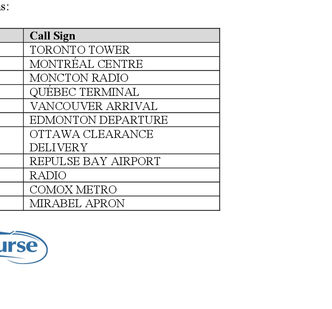 s:
Call Sign
TORONTO TOWER
MONTRÉAL CENTRE
MONCTON RADIO
QUÉBEC TERMINAL
VANCOUVER ARRIVAL
EDMONTON DEPARTURE
OTTAWA CLEARANCE
DELIVERY
REPULSE BAY AIRPORT
RADIO
COMOX METRO
MIRABEL APRON
urse